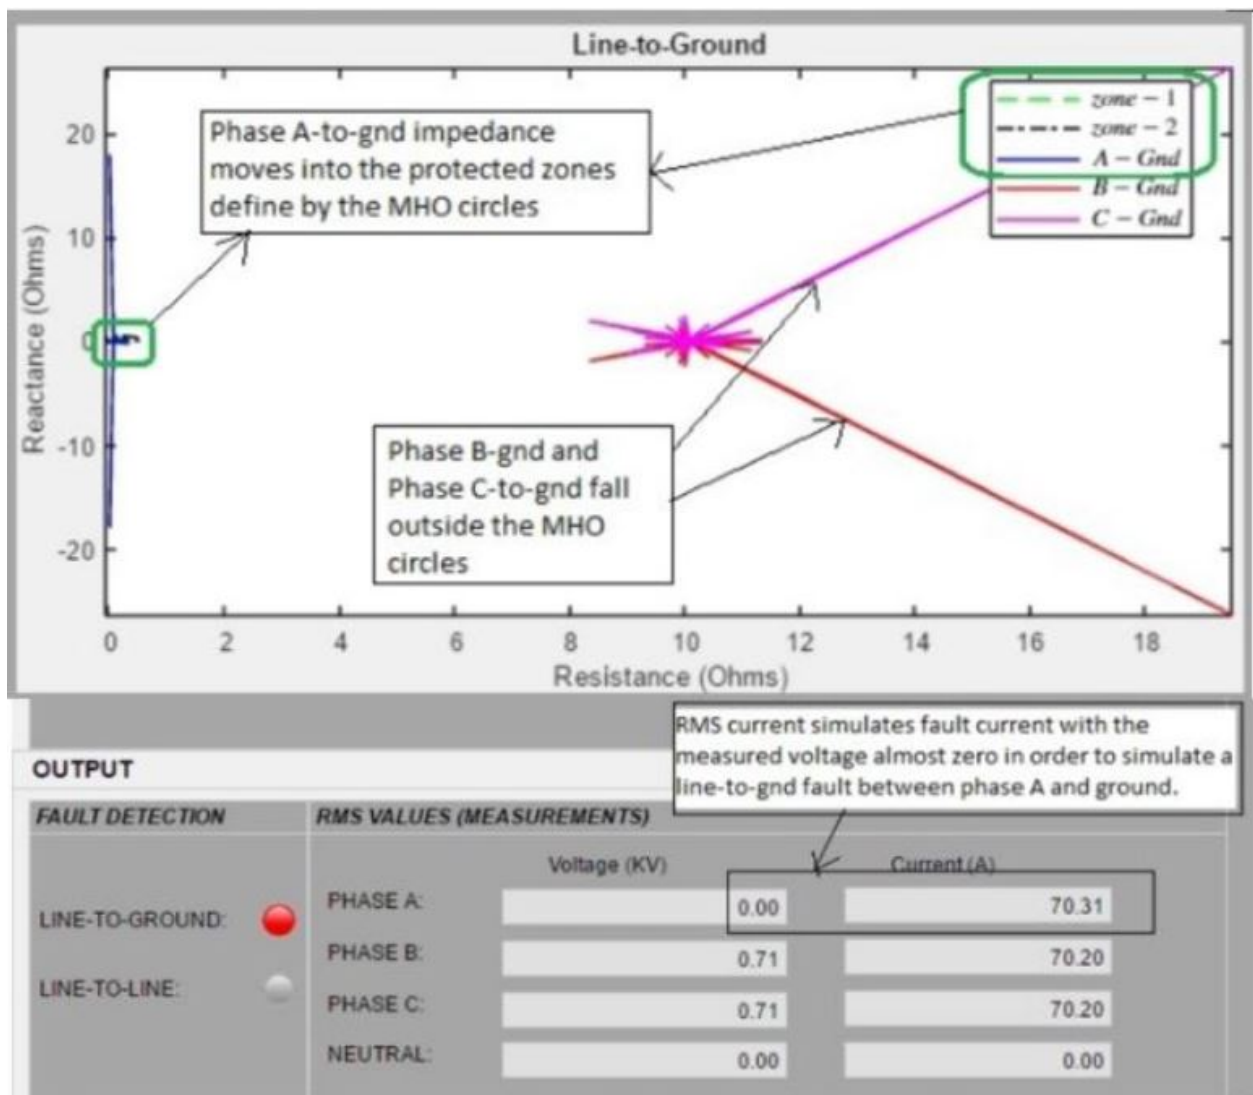 Line-to-Ground
zone - 1
zone - 2
A - Gnd
B - Gnd
C - Gnd
Phase A-to-gnd impedance
moves into the protected zones
define by the MHO circles
Phase B-gnd and
Phase C-to-gnd fall
outside the MHO
circles
Reactance (Ohms)
20
10
0
-10
-20
0 2 4 6 8 10 12 14 16 18
Resistance (Ohms)
RMS current simulates fault current with the
measured voltage almost zero in order to simulate a
line-to-gnd fault between phase A and ground.
OUTPUT
FAULT DETECTION
RMS VALUES (MEASUREMENTS)
Voltage (KV) Current (A)
LINE-TO-GROUND:
LINE-TO-LINE:
PHASE A: 0.00 70.31
PHASE B: 0.71 70.20
PHASE C: 0.71 70.20
NEUTRAL: 0.00 0.00